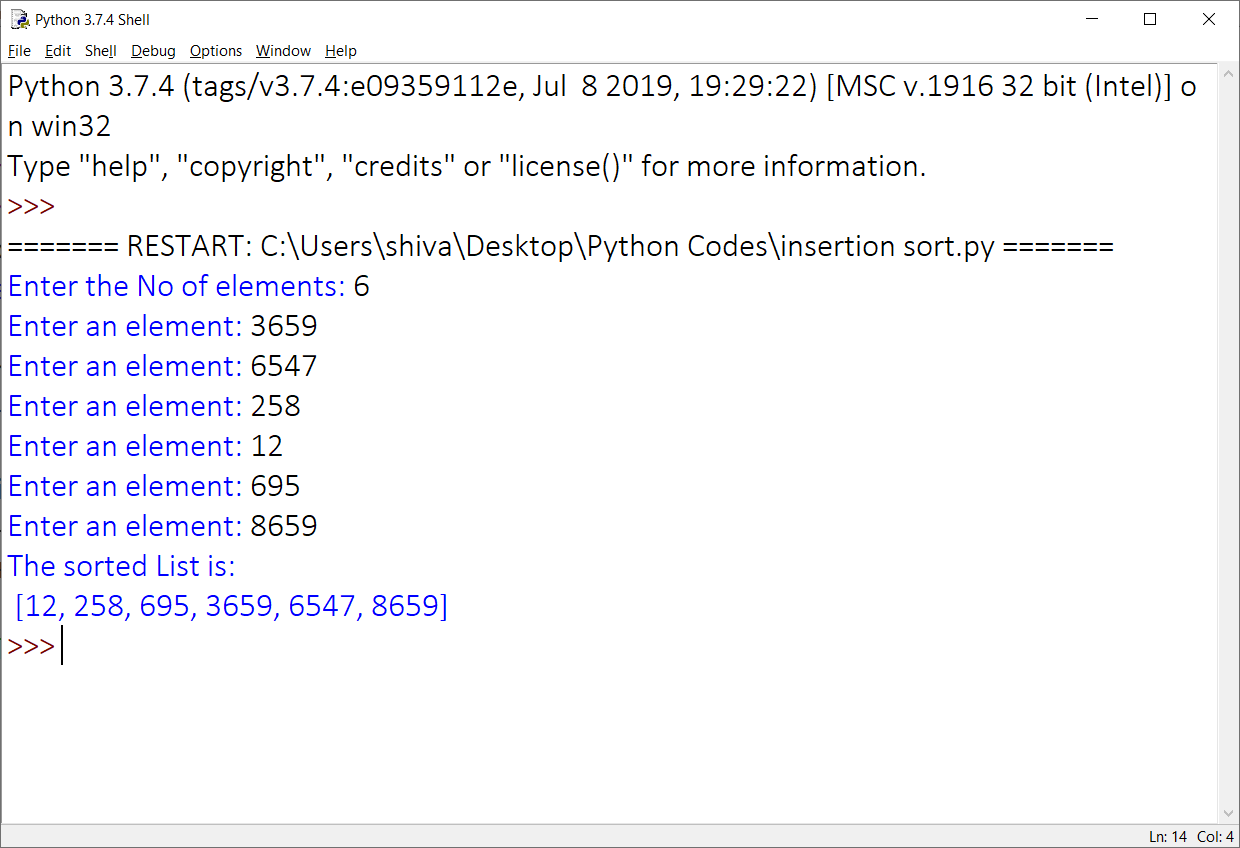 Python 3.7.4 Shell
File Edit Shell Debug Options Window Help
Python 3.7.4 (tags/v3.7.4:e09359112e, Jul  8 2019, 19:29:22) [MSC v.1916 32 bit (Intel)] o
n win32
Type "help", "copyright", "credits" or "license()" for more information.
>>>
======= RESTART: C:\Users\shiva\Desktop\Python Codes\insertion sort.py =======
Enter the No of elements: 6
Enter an element: 3659
Enter an element: 6547
Enter an element: 258
Enter an element: 12
Enter an element: 695
Enter an element: 8659
The sorted List is:
 [12, 258, 695, 3659, 6547, 8659]
>>>
Ln: 14 Col: 4